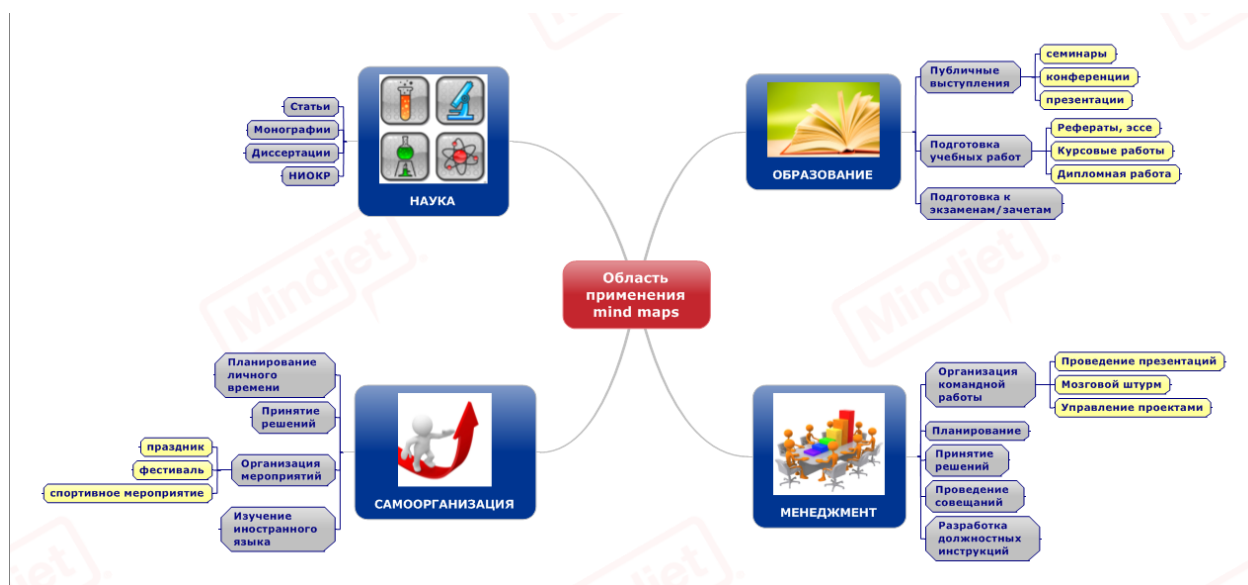 Область
применения
mind maps
НАУКА
Статьи
Монографии
Диссертации
НИОКР
ОБРАЗОВАНИЕ
Публичные
выступления
семинары
конференции
презентации
Подготовка
учебных работ
Рефераты, эссе
Курсовые работы
Дипломная работа
Подготовка к
экзаменам/зачетам
САМООРГАНИЗАЦИЯ
Планирование
личного
времени
Принятие
решений
Организация
мероприятий
праздник
фестиваль
спортивное мероприятие
Изучение
иностранного
языка
МЕНЕДЖМЕНТ
Организация
командной
работы
Проведение презентаций
Мозговой штурм
Управление проектами
Планирование
Принятие
решений
Проведение
совещаний
Разработка
должностных
инструкций
Mindjet
Mindjet
jet